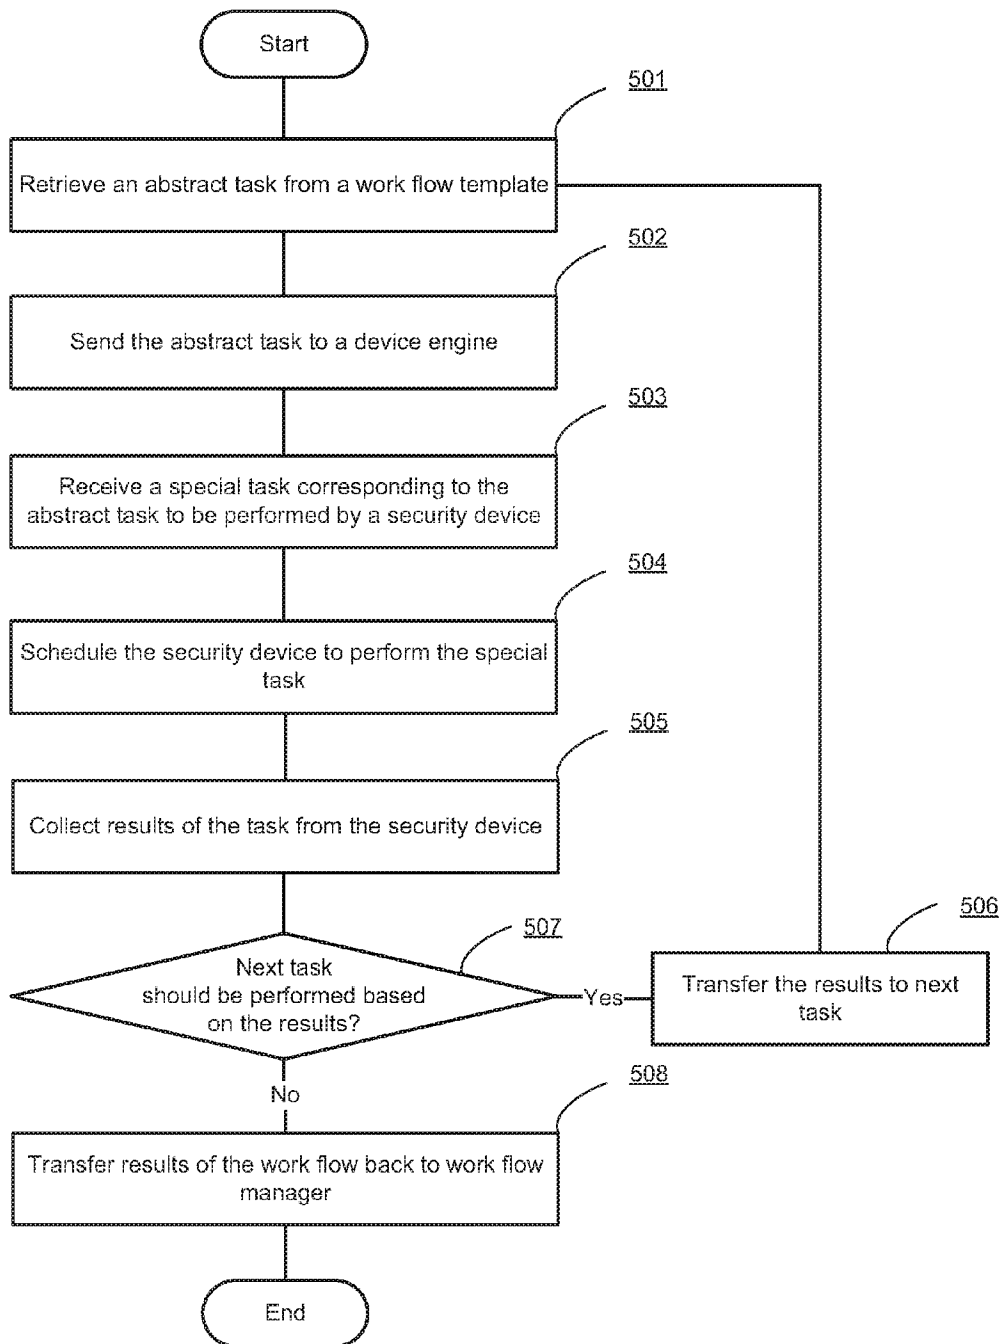 Start
501
Retrieve an abstract task from a work flow template
502
Send the abstract task to a device engine
503
Receive a special task corresponding to the
abstract task to be performed by a security device
504
Schedule the security device to perform the special
task
505
Collect results of the task from the security device
507
Next task
should be performed based
on the results?
Yes
506
Transfer the results to next
task
No
508
Transfer results of the work flow back to work flow
manager
End